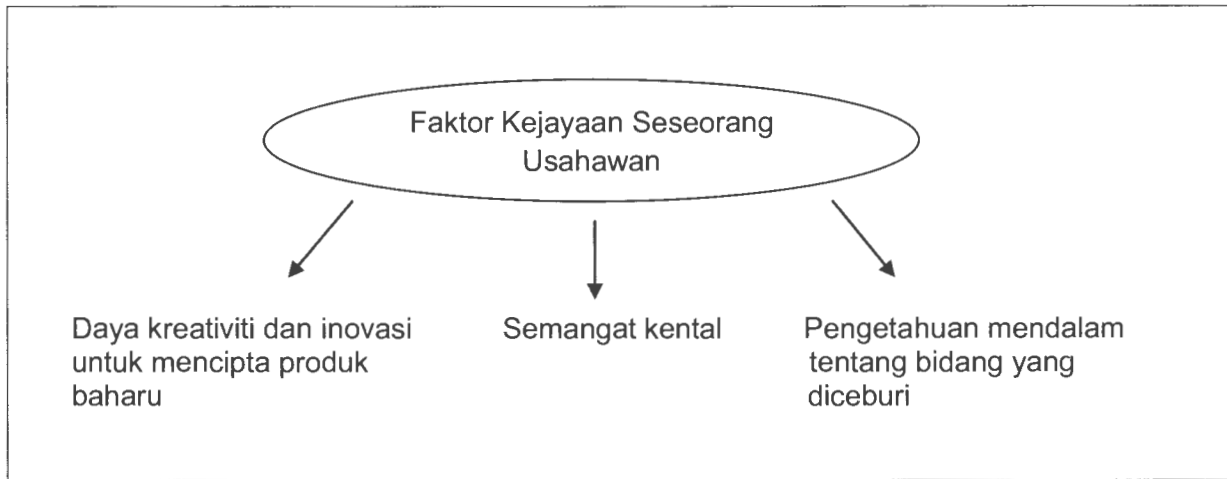 Faktor Kejayaan Seseorang
Usahawan
Daya kreativiti dan inovasi
untuk mencipta produk
baharu
Semangat kental
Pengetahuan mendalam
tentang bidang yang
diceburi